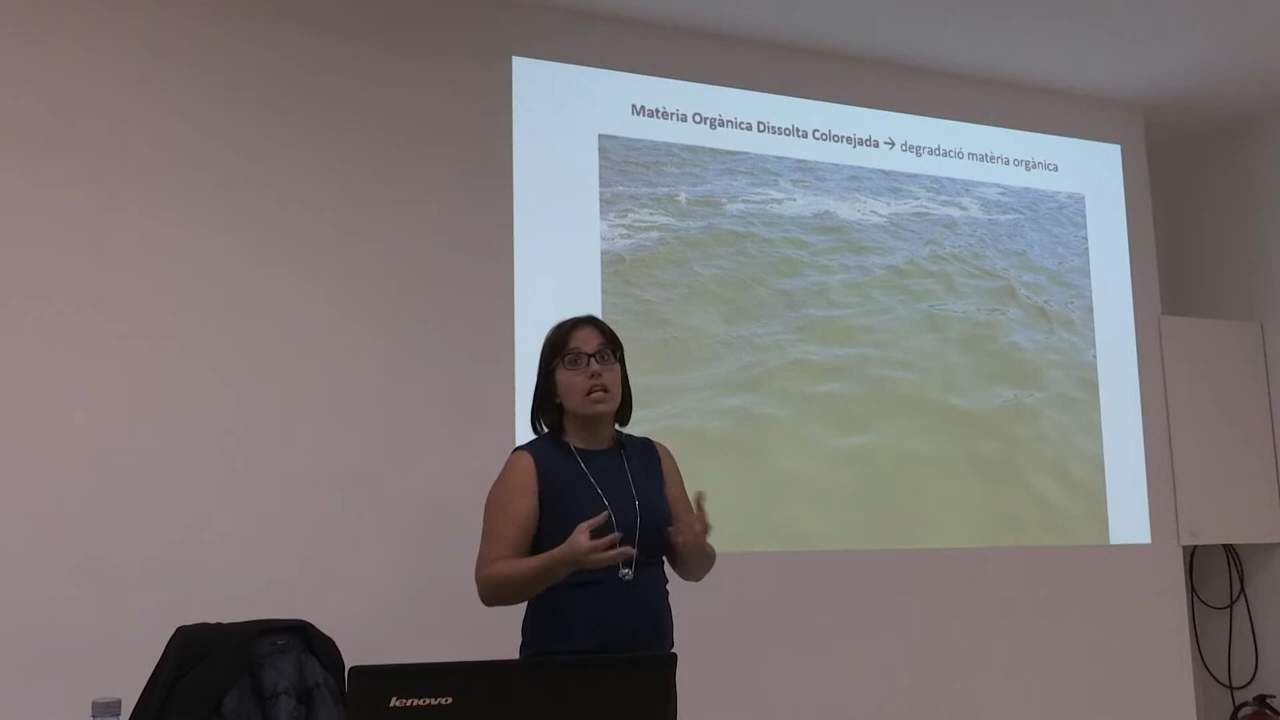 Matèria Orgànica Dissolta Colorejada → degradació matèria orgànica
lenovo